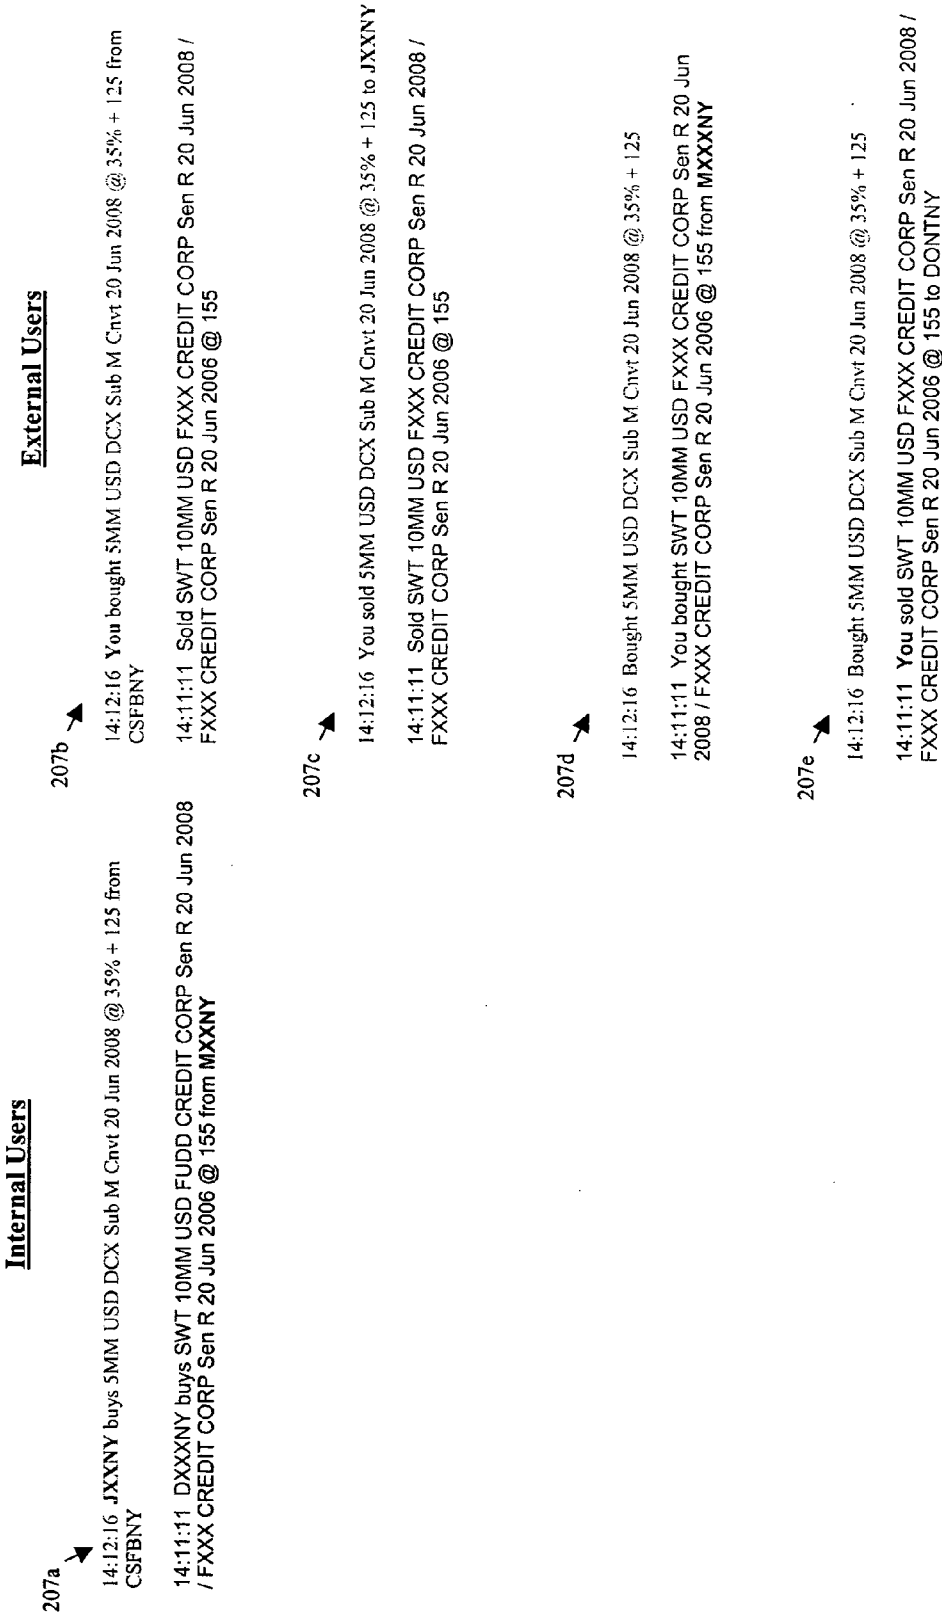 Internal Users
207a
14:12:16 JXXNY buys 5MM USD DCX Sub M Cnvt 20 Jun 2008 @ 35% + 125 from
CSFBNY
14:11:11 DXXXNY buys SWT 10MM USD FUDD CREDIT CORP Sen R 20 Jun 2008
/ FXXX CREDIT CORP Sen R 20 Jun 2006 @ 155 from MXXNY
External Users
207b
14:12:16 You bought 5MM USD DCX Sub M Cnvt 20 Jun 2008 @ 35% + 125 from
CSFBNY
14:11:11 Sold SWT 10MM USD FXXX CREDIT CORP Sen R 20 Jun 2008 /
FXXX CREDIT CORP Sen R 20 Jun 2006 @ 155
207c
14:12:16 You sold 5MM USD DCX Sub M Cnvt 20 Jun 2008 @ 35% + 125 to JXXNY
14:11:11 Sold SWT 10MM USD FXXX CREDIT CORP Sen R 20 Jun 2008 /
FXXX CREDIT CORP Sen R 20 Jun 2006 @ 155
207d
14:12:16 Bought 5MM USD DCX Sub M Cnvt 20 Jun 2008 @ 35% + 125
14:11:11 You bought SWT 10MM USD FXXX CREDIT CORP Sen R 20 Jun
2008 / FXXX CREDIT CORP Sen R 20 Jun 2006 @ 155 from MXXXNY
207e
14:12:16 Bought 5MM USD DCX Sub M Cnvt 20 Jun 2008 @ 35% + 125
14:11:11 You sold SWT 10MM USD FXXX CREDIT CORP Sen R 20 Jun 2008 /
FXXX CREDIT CORP Sen R 20 Jun 2006 @ 155 to DONTNY